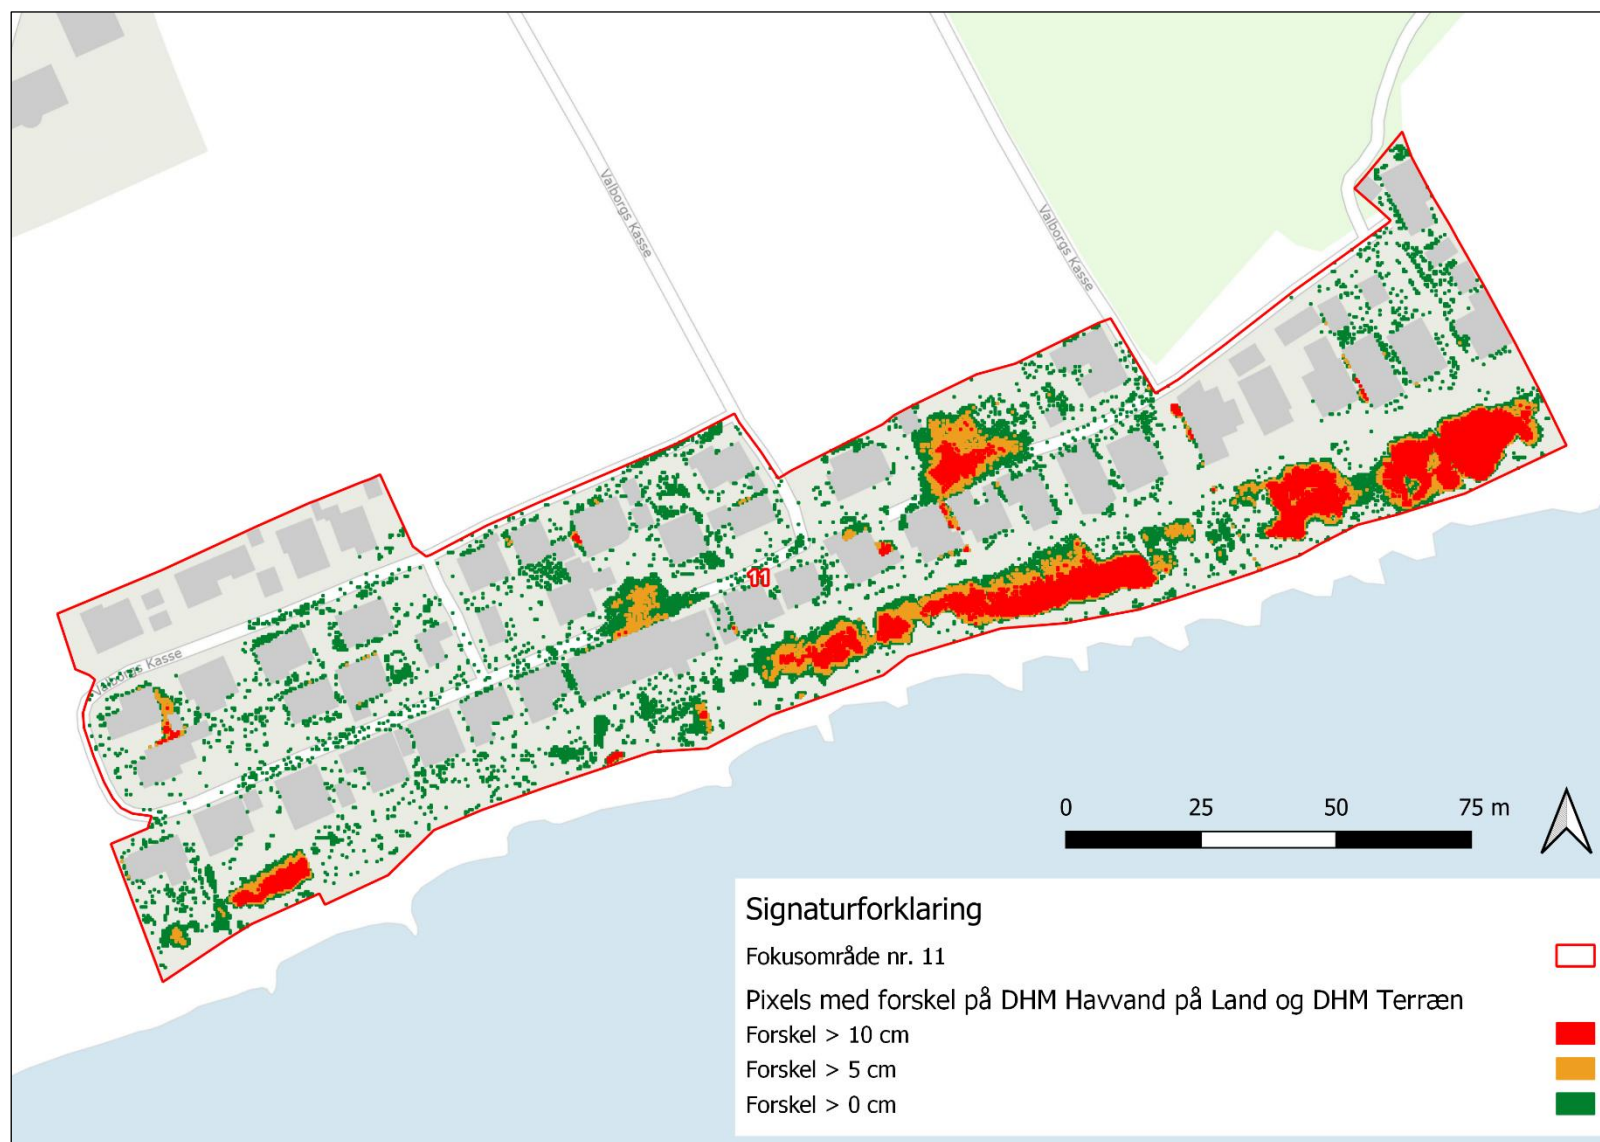 Valborgs Kasse
Valborgs Kasse
Valborgs Kasse
11
0 25 50 75 m
Signaturforklaring
Fokusområde nr. 11
Pixels med forskel på DHM Havvand på Land og DHM Terræn
Forskel > 10 cm
Forskel > 5 cm
Forskel > 0 cm